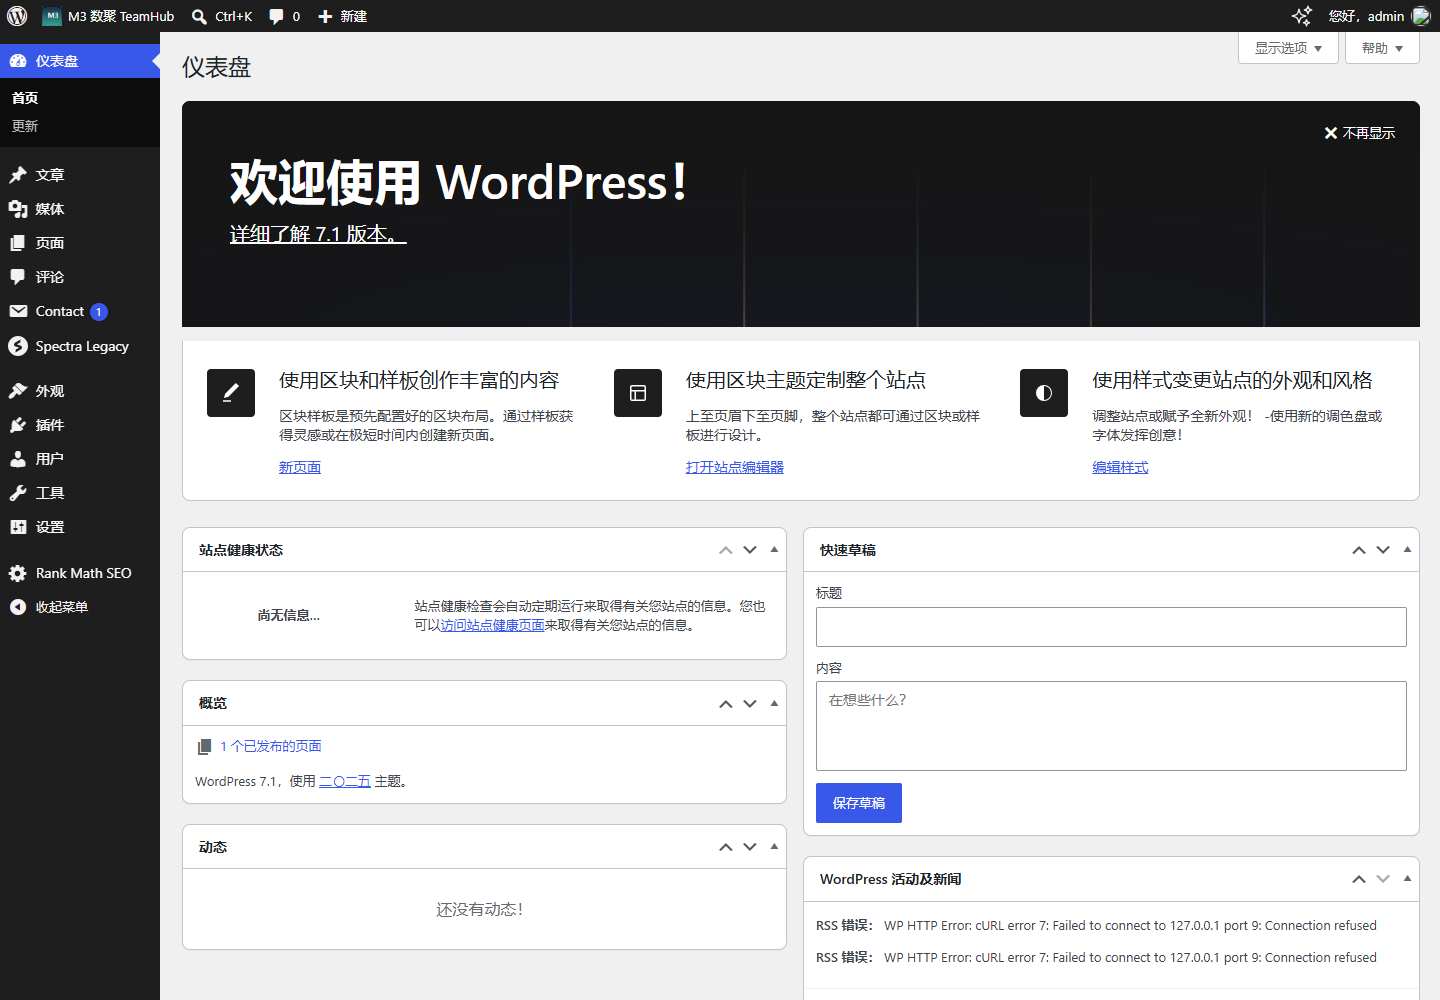 M3 M3 数聚 TeamHub Ctrl+K 0 新建 您好，admin
仪表盘
首页
更新
文章
媒体
页面
评论
Contact 1
Spectra Legacy
外观
插件
用户
工具
设置
Rank Math SEO
收起菜单
显示选项 帮助
仪表盘
不再显示
欢迎使用 WordPress！
详细了解 7.1 版本。
使用区块和样板创作丰富的内容
区块样板是预先配置好的区块布局。通过样板获
得灵感或在极短时间内创建新页面。
新页面
使用区块主题定制整个站点
上至页眉下至页脚，整个站点都可通过区块或样
板进行设计。
打开站点编辑器
使用样式变更站点的外观和风格
调整站点或赋予全新外观！ -使用新的调色盘或
字体发挥创意！
编辑样式
站点健康状态
尚无信息…
站点健康检查会自动定期运行来取得有关您站点的信息。您也
可以访问站点健康页面来取得有关您站点的信息。
概览
1 个已发布的页面
WordPress 7.1，使用 二〇二五 主题。
动态
还没有动态！
快速草稿
标题
内容
在想些什么？
保存草稿
WordPress 活动及新闻
RSS 错误： WP HTTP Error: cURL error 7: Failed to connect to 127.0.0.1 port 9: Connection refused
RSS 错误： WP HTTP Error: cURL error 7: Failed to connect to 127.0.0.1 port 9: Connection refused